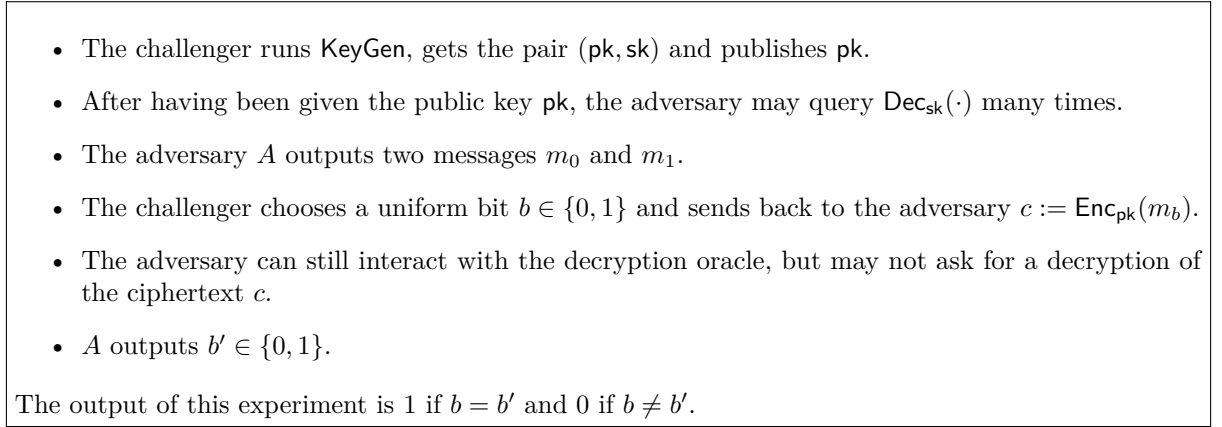 • The challenger runs KeyGen, gets the pair (pk, sk) and publishes pk.
• After having been given the public key pk, the adversary may query Dec_sk(·) many times.
• The adversary A outputs two messages m_0 and m_1.
• The challenger chooses a uniform bit b ∈ {0, 1} and sends back to the adversary c := Enc_pk(m_b).
• The adversary can still interact with the decryption oracle, but may not ask for a decryption of
the ciphertext c.
• A outputs b′ ∈ {0, 1}.
The output of this experiment is 1 if b = b′ and 0 if b ≠ b′.